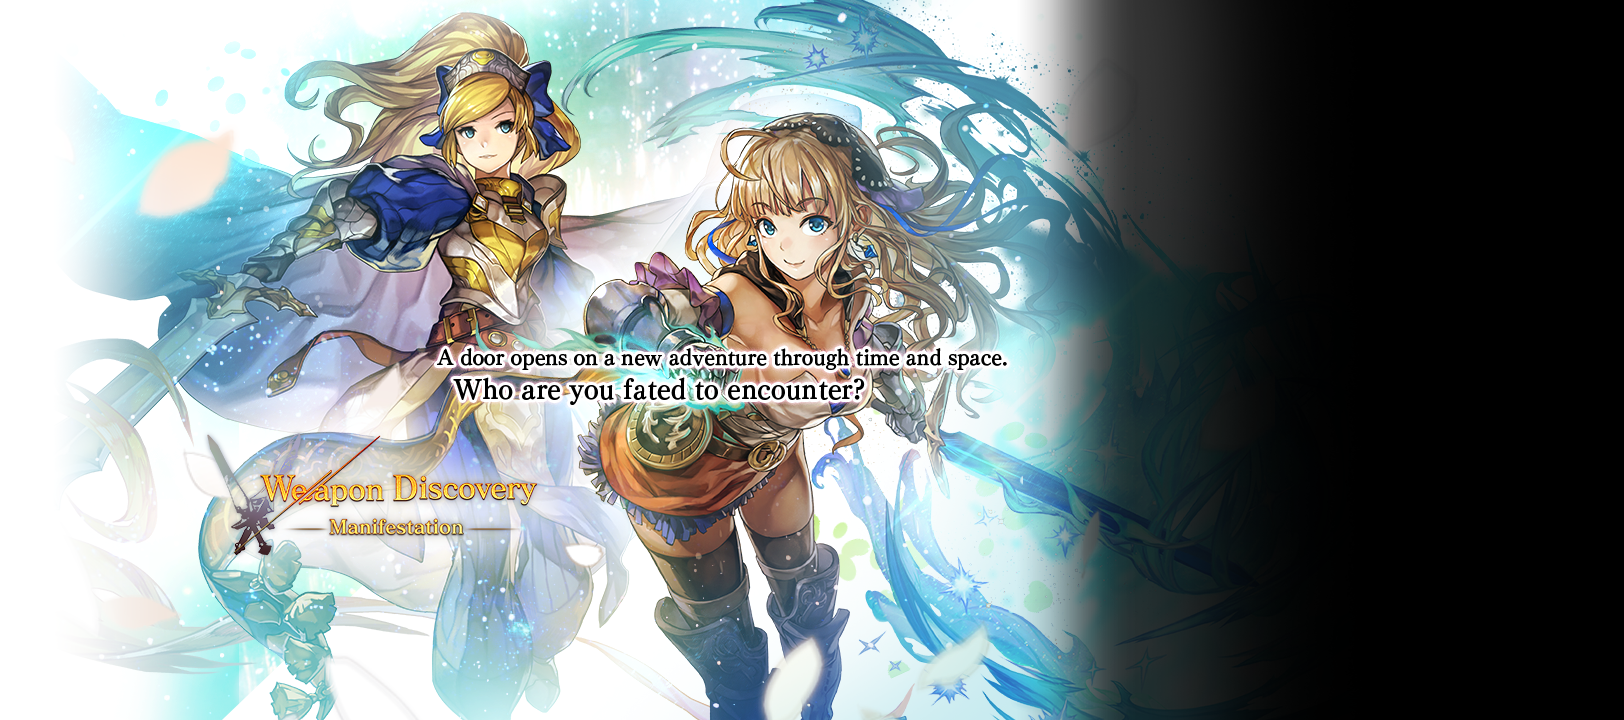 A door opens on a new adventure through time and space.
Who are you fated to encounter?
Weapon Discovery
Manifestation